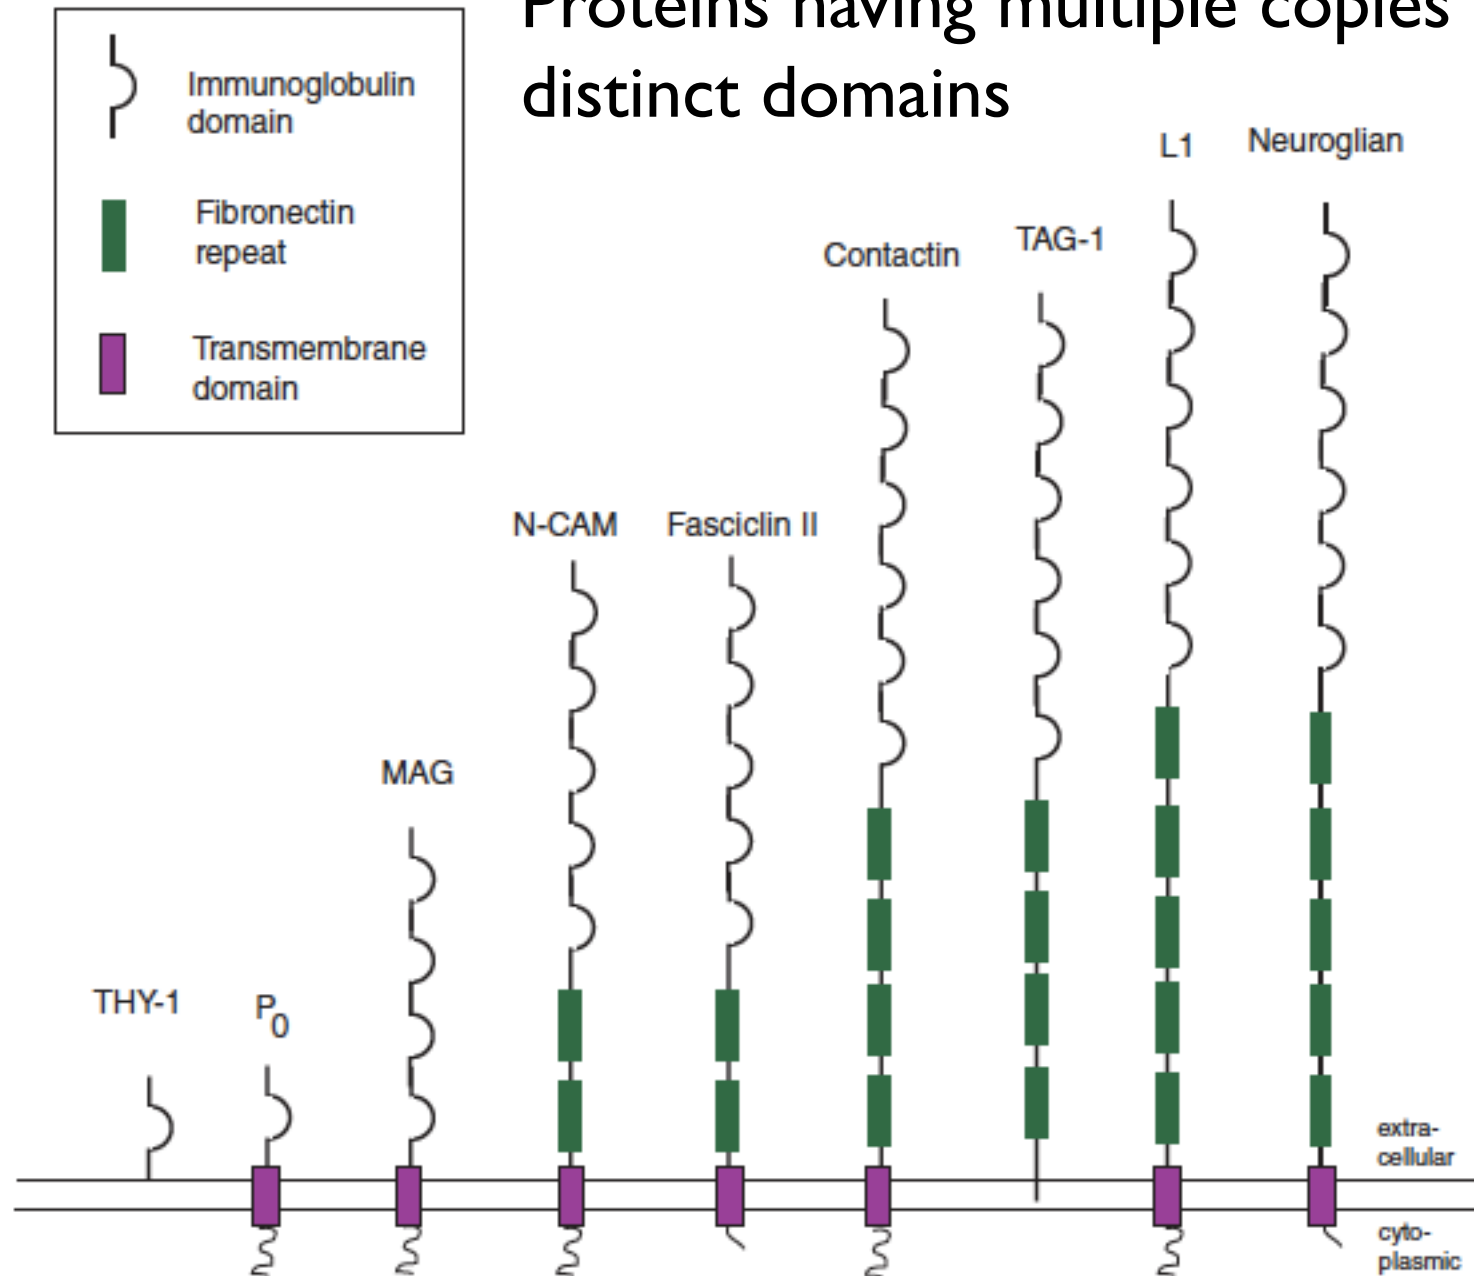 Proteins having multiple copies
distinct domains
Immunoglobulin
domain
Fibronectin
repeat
Transmembrane
domain
L1
Neuroglian
Contactin
TAG-1
N-CAM
Fasciclin II
MAG
THY-1
P0
extra-
cellular
cyto-
plasmic